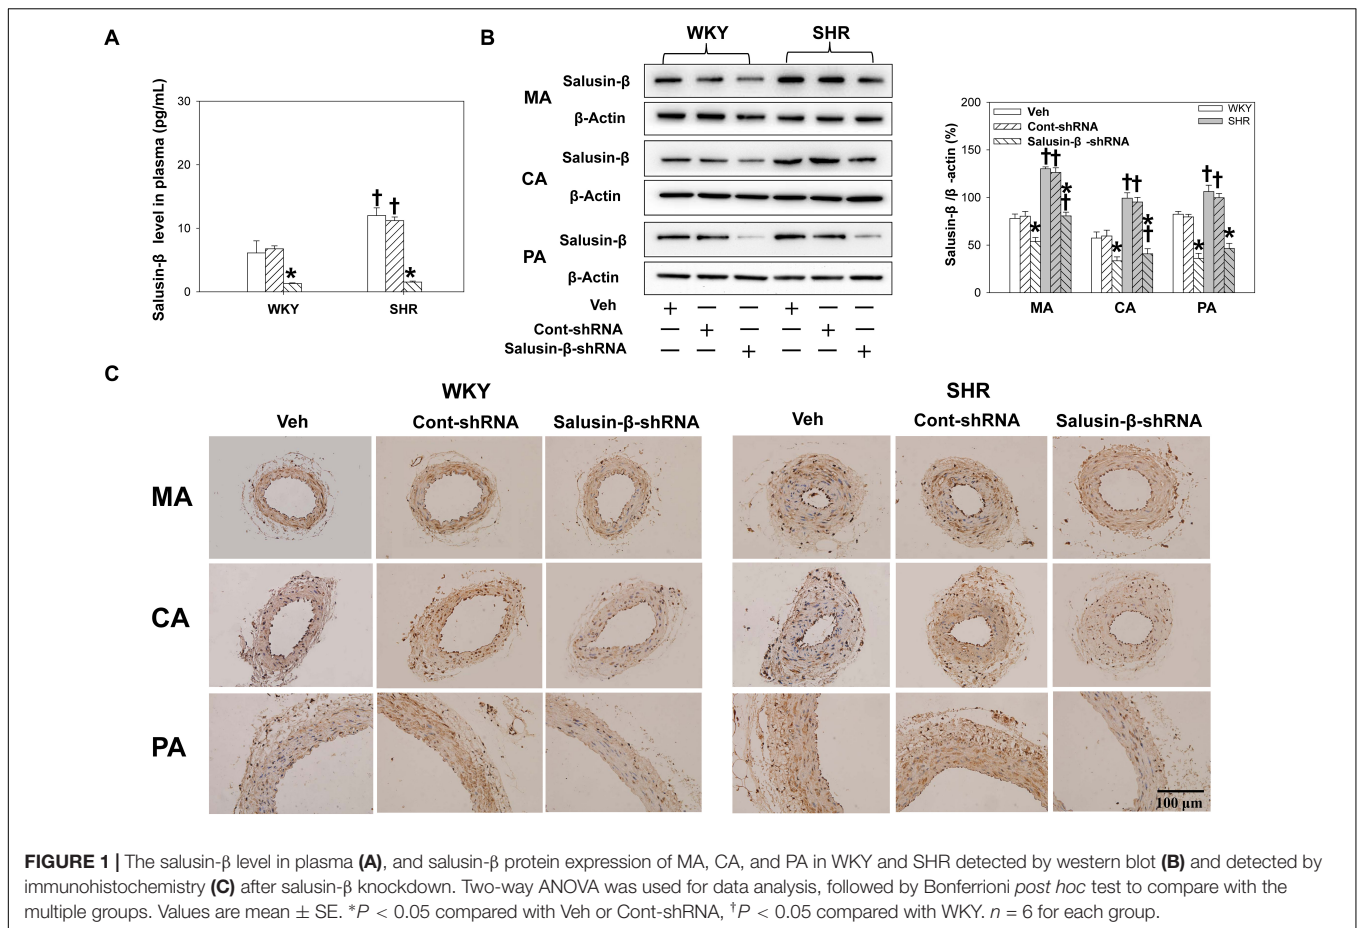 A
Salusin-β level in plasma (pg/mL)
30
20
10
0
WKY
SHR
†
†
*
*
B
WKY
SHR
MA
Salusin-β
β-Actin
CA
Salusin-β
β-Actin
PA
Salusin-β
β-Actin
Veh + — — + — —
Cont-shRNA — + — — + —
Salusin-β-shRNA — — + — — +
Salusin-β /β -actin (%)
200
150
100
50
0
Veh
Cont-shRNA
Salusin-β -shRNA
WKY
SHR
††
*
†
*
††
*
†
*
††
*
*
MA
CA
PA
C
WKY
SHR
Veh
Cont-shRNA
Salusin-β-shRNA
Veh
Cont-shRNA
Salusin-β-shRNA
MA
CA
PA
100 µm
FIGURE 1 | The salusin-β level in plasma (A), and salusin-β protein expression of MA, CA, and PA in WKY and SHR detected by western blot (B) and detected by
immunohistochemistry (C) after salusin-β knockdown. Two-way ANOVA was used for data analysis, followed by Bonferrioni post hoc test to compare with the
multiple groups. Values are mean ± SE. *P < 0.05 compared with Veh or Cont-shRNA, †P < 0.05 compared with WKY. n = 6 for each group.